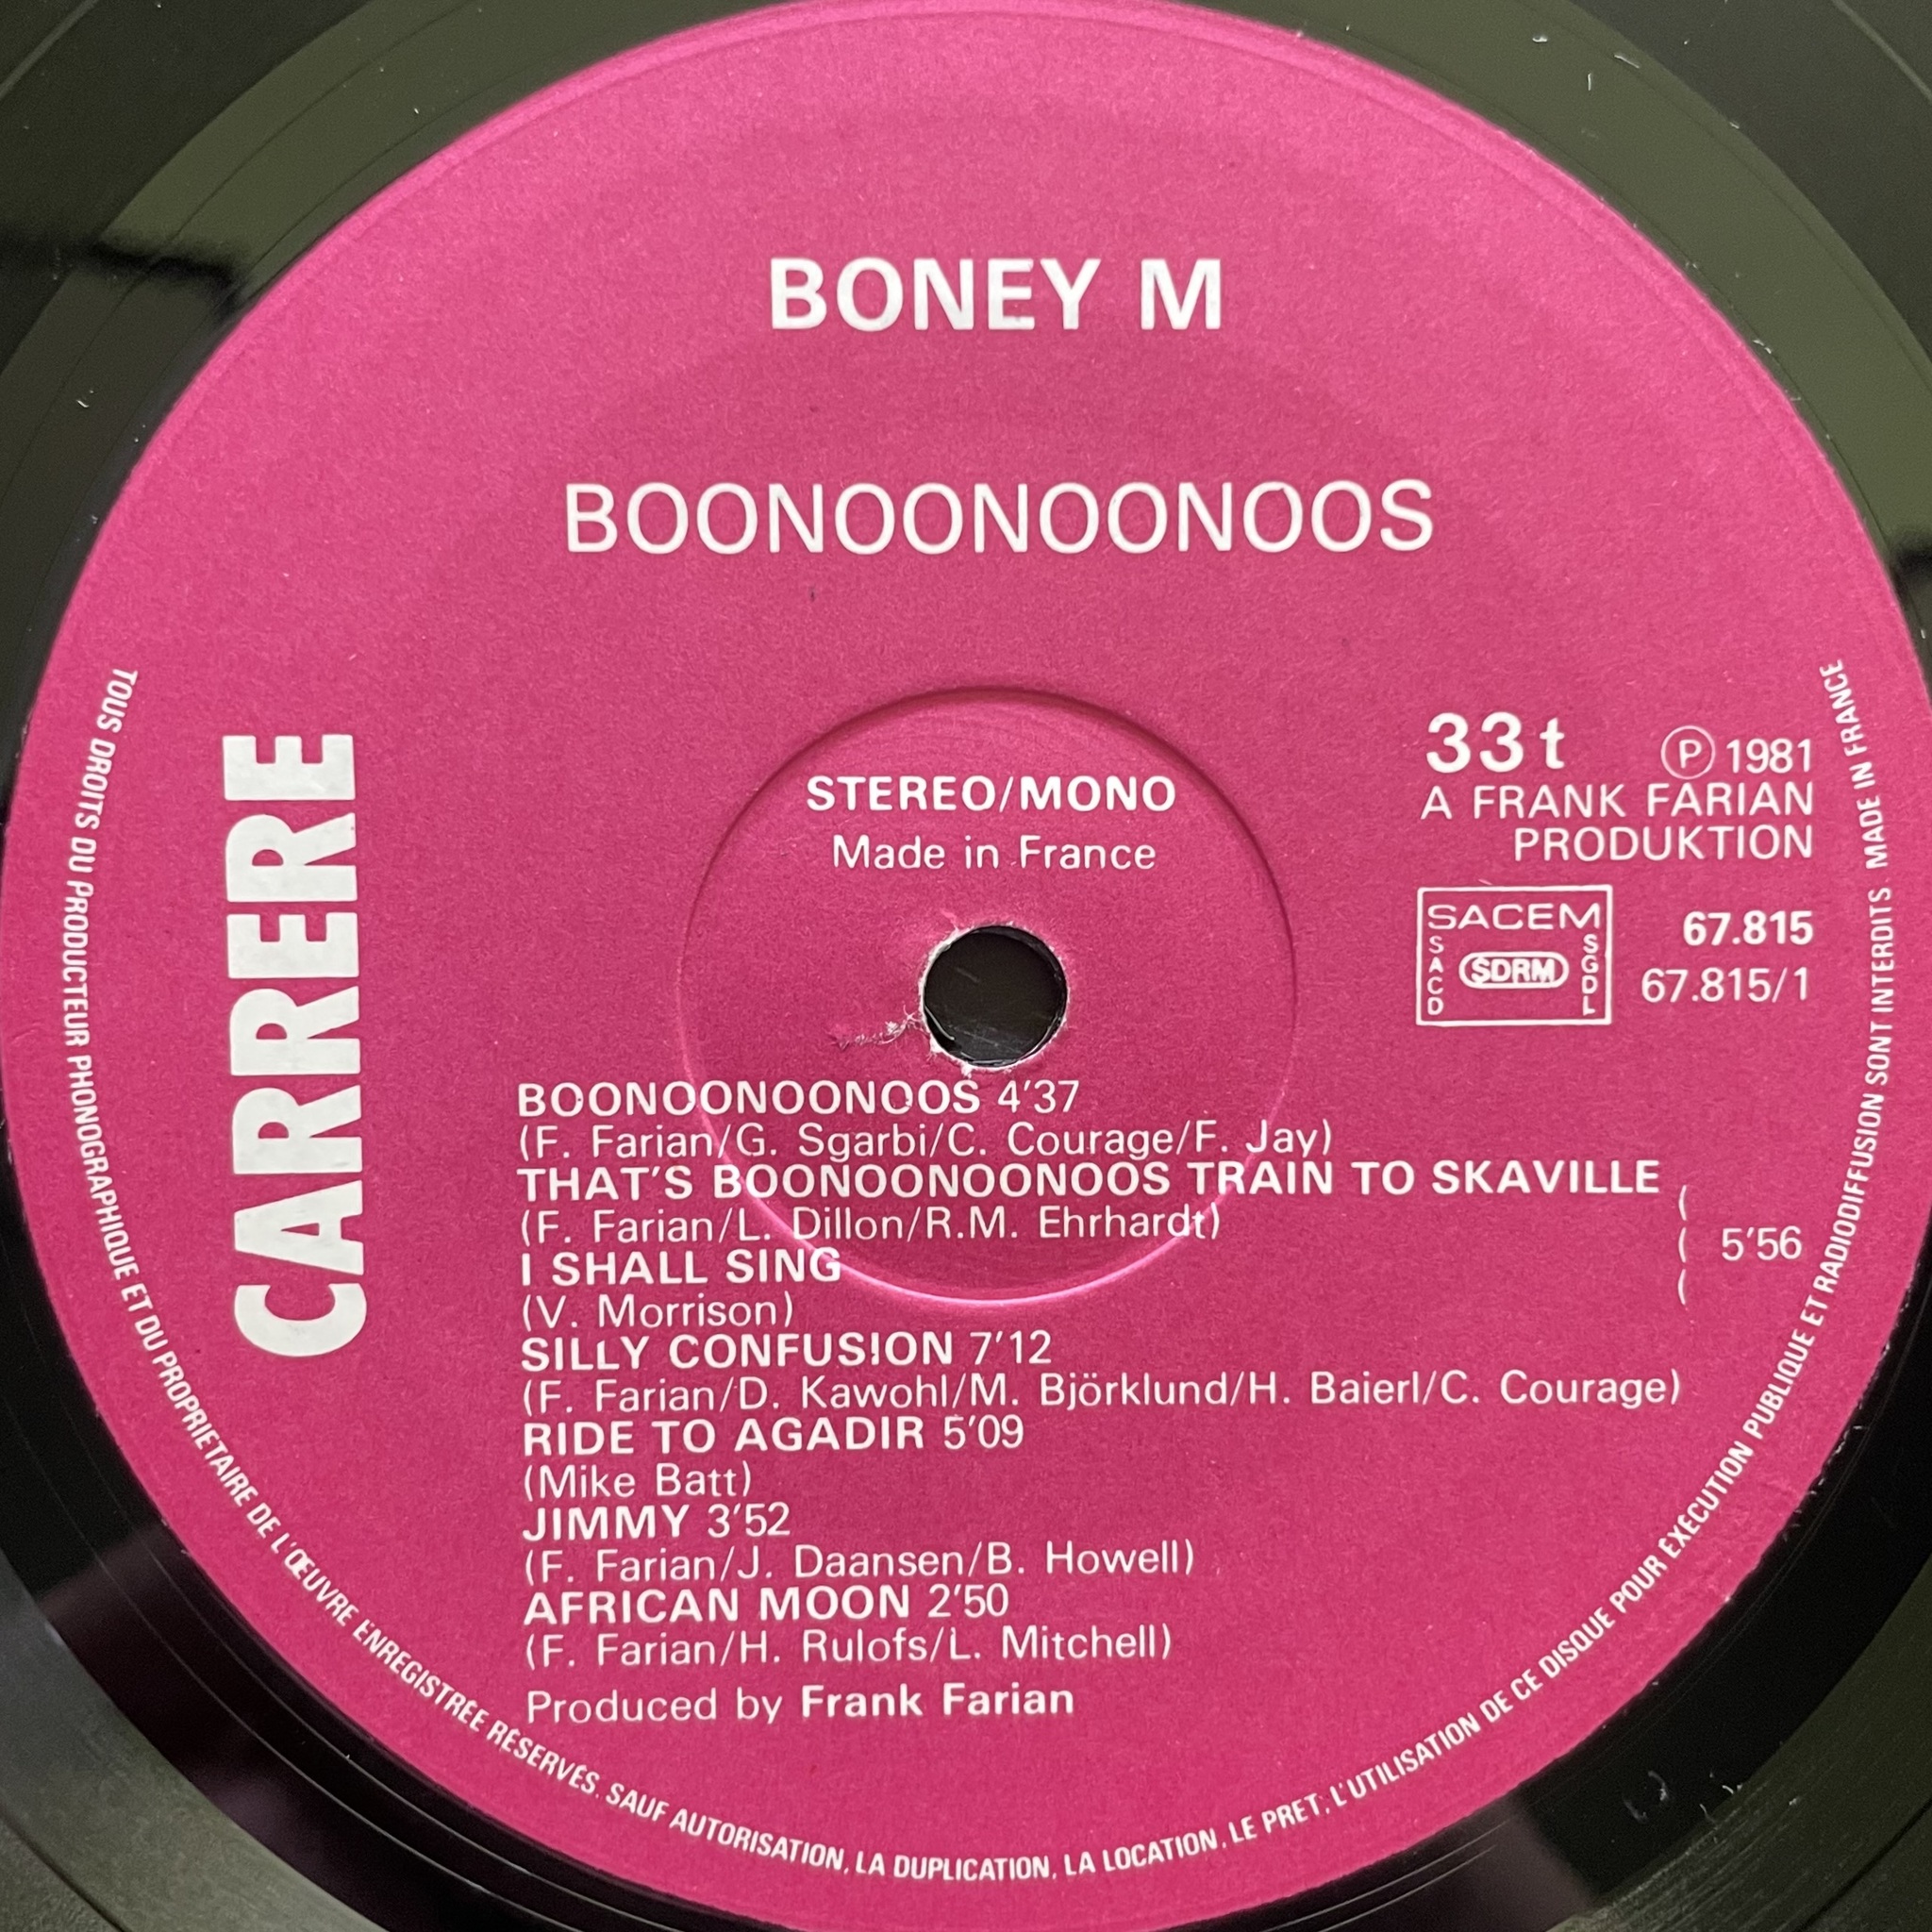 BONEY M
BOONOONOONOOS
CARRERE
STEREO/MONO
Made in France
33t ℗ 1981
A FRANK FARIAN
PRODUKTION
SACEM
SACD
SDRM
SGDL
67.815
67.815/1
BOONOONOONOOS 4'37
(F. Farian/G. Sgarbi/C. Courage/F. Jay)
THAT'S BOONOONOONOOS TRAIN TO SKAVILLE
(F. Farian/L. Dillon/R.M. Ehrhardt)
( ( ( 5'56
I SHALL SING
(V. Morrison)
SILLY CONFUSION 7'12
(F. Farian/D. Kawohl/M. Björklund/H. Baierl/C. Courage)
RIDE TO AGADIR 5'09
(Mike Batt)
JIMMY 3'52
(F. Farian/J. Daansen/B. Howell)
AFRICAN MOON 2'50
(F. Farian/H. Rulofs/L. Mitchell)
Produced by Frank Farian
TOUS DROITS DU PRODUCTEUR PHONOGRAPHIQUE ET DU PROPRIETAIRE DE L'ŒUVRE ENREGISTRÉE RÉSERVÉS. SAUF AUTORISATION, LA DUPLICATION, LA LOCATION, LE PRET, L'UTILISATION DE CE DISQUE POUR EXÉCUTION PUBLIQUE ET RADIODIFFUSION SONT INTERDITS. MADE IN FRANCE